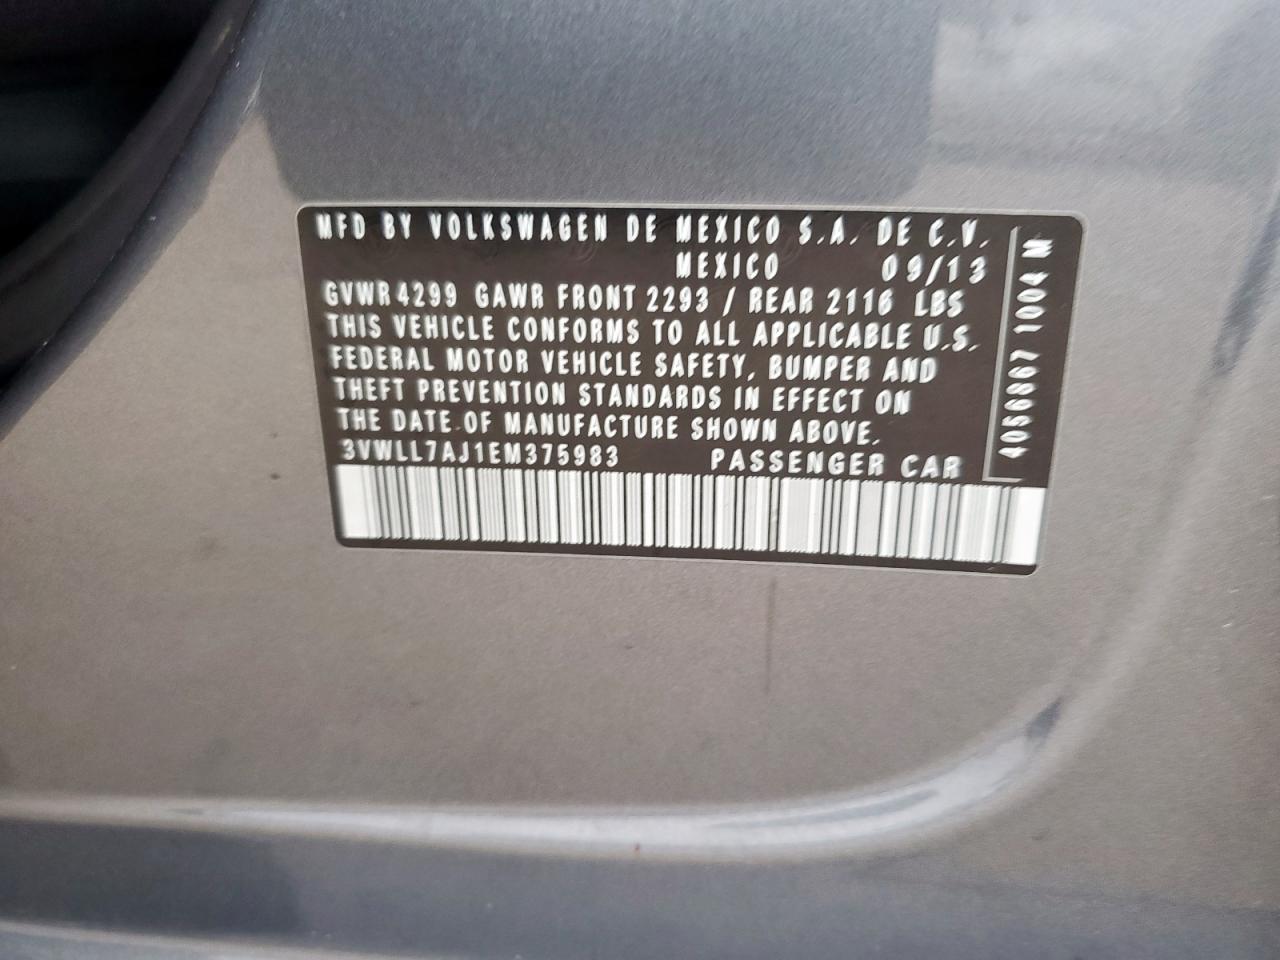 MFD BY VOLKSWAGEN DE MEXICO S.A. DE C.V.
MEXICO 09/13
GVWR 4299 GAWR FRONT 2293 / REAR 2116 LBS
THIS VEHICLE CONFORMS TO ALL APPLICABLE U.S.
FEDERAL MOTOR VEHICLE SAFETY, BUMPER AND
THEFT PREVENTION STANDARDS IN EFFECT ON
THE DATE OF MANUFACTURE SHOWN ABOVE.
3VWLL7AJ1EM375983 PASSENGER CAR
4056867 1004 M